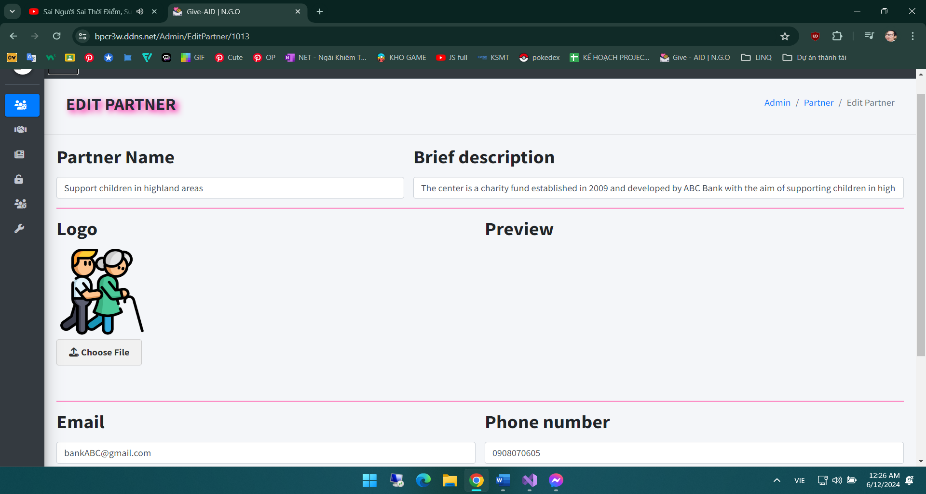 Sai Người Sai Thời Điểm, S
Give-AID | N.G.O
bpcr3w.ddns.net/Admin/EditPartner/1013
GIF
Cute
OP
NET - Ngài Khiêm T...
KHO GAME
JS full
KSMT
pokedex
KẾ HOẠCH PROJEC...
Give – AID | N.G.O
LINQ
Dự án thành tài
EDIT PARTNER
Admin / Partner / Edit Partner
Partner Name
Brief description
Support children in highland areas
The center is a charity fund established in 2009 and developed by ABC Bank with the aim of supporting children in high
Logo
Preview
Choose File
Email
Phone number
bankABC@gmail.com
0908070605
VIE
12:26 AM
6/12/2024